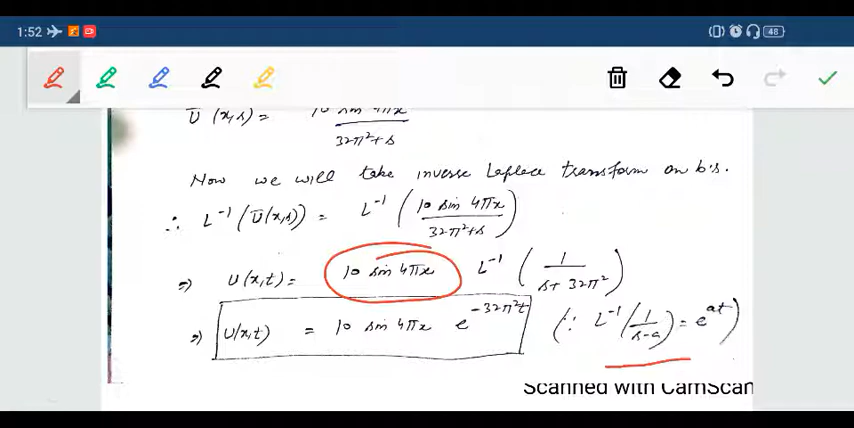 1:52
48
Ū (x,s) = 10 sin 4πx / 32π²+s
Now we will take inverse Laplace transform on b.s.
∴ L⁻¹ (Ū(x,s)) = L⁻¹ (10 sin 4πx / 32π²+s)
⇒ U(x,t) = 10 sin 4πx L⁻¹ (1 / s+32π²)
⇒ U(x,t) = 10 sin 4πx e^-32π²t (∵ L⁻¹(1/s-a) = e^at)
Scanned with CamScan